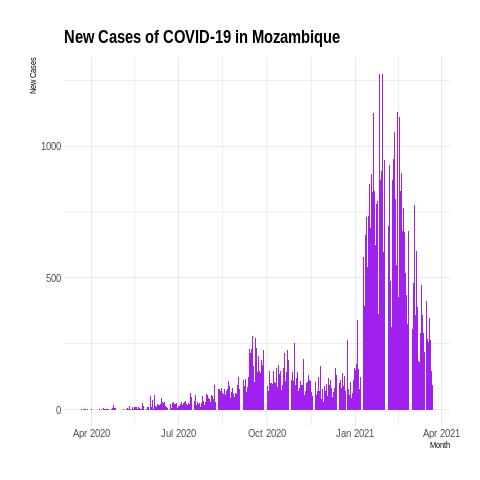 New Cases of COVID-19 in Mozambique
New Cases
1000
500
0
Apr 2020
Jul 2020
Oct 2020
Jan 2021
Apr 2021
Month